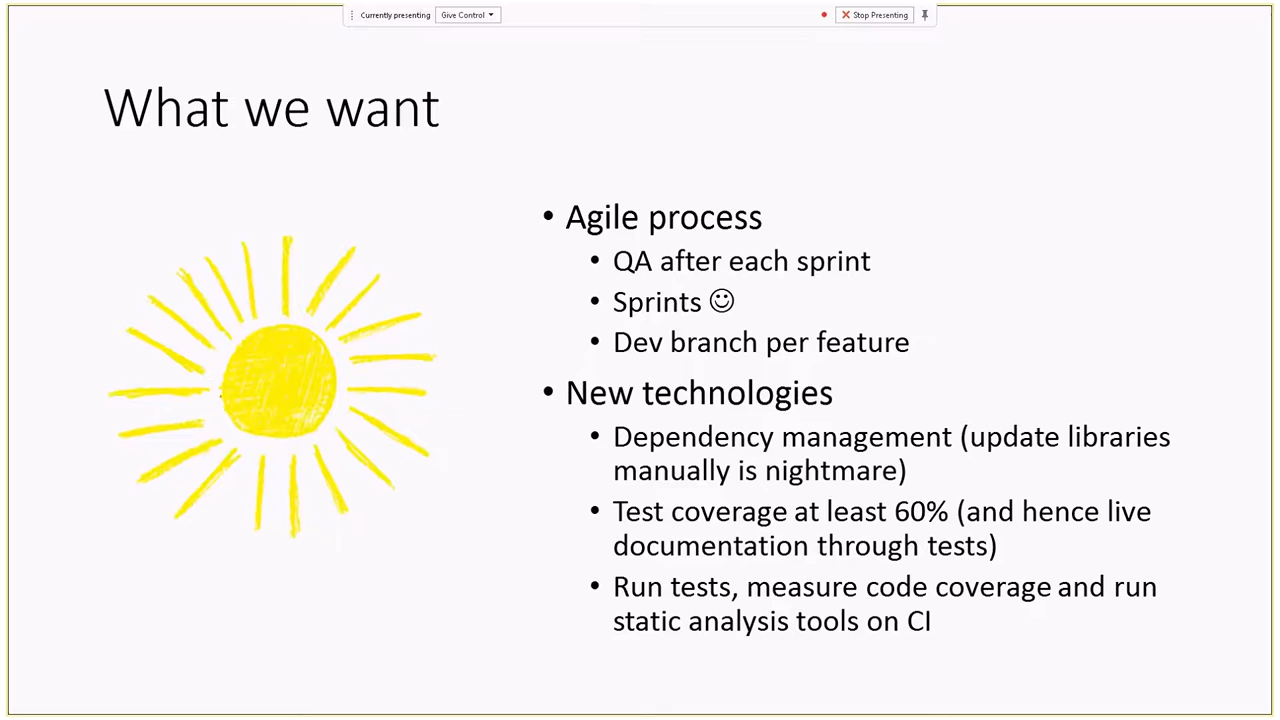 Currently presenting Give Control Stop Presenting
What we want
• Agile process
• QA after each sprint
• Sprints ☺
• Dev branch per feature
• New technologies
• Dependency management (update libraries
manually is nightmare)
• Test coverage at least 60% (and hence live
documentation through tests)
• Run tests, measure code coverage and run
static analysis tools on CI